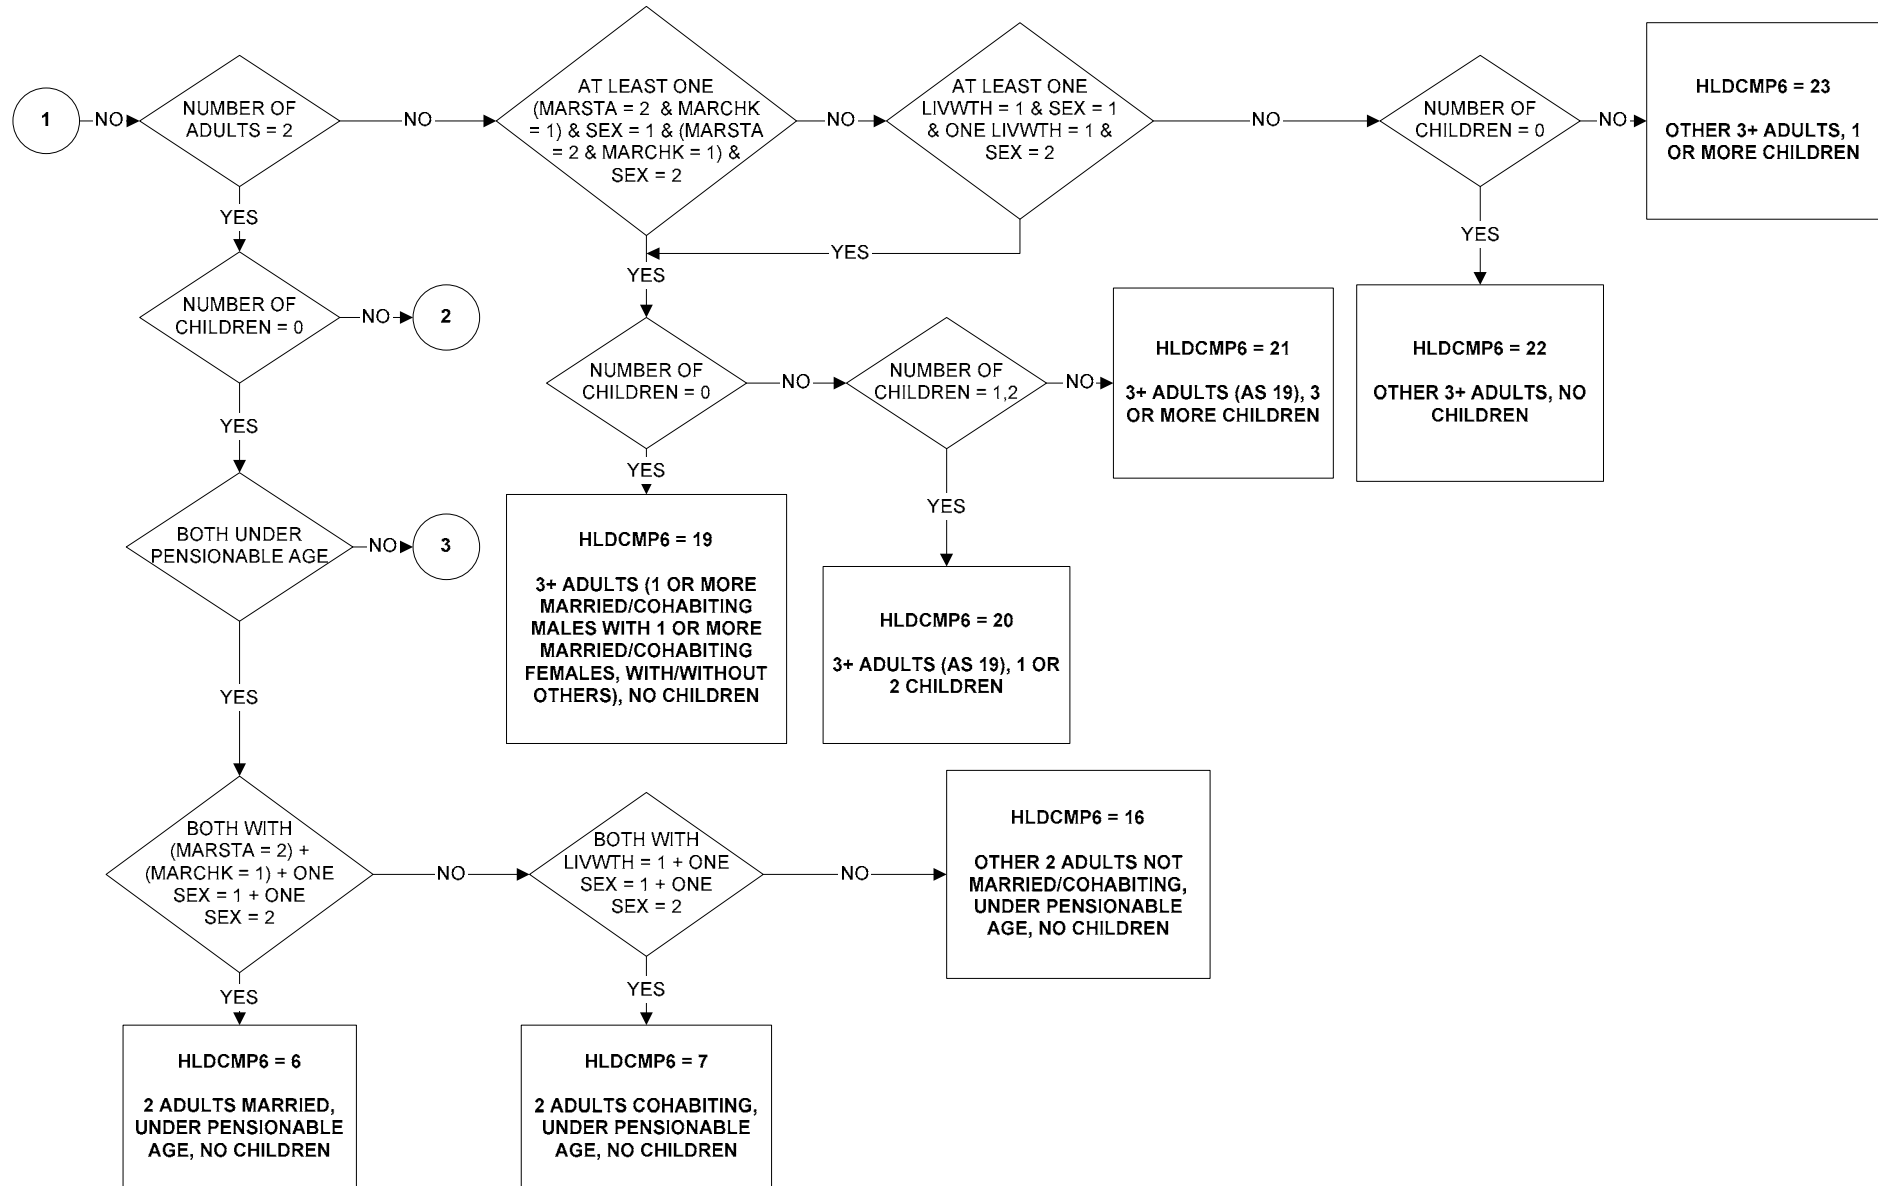 1
NO
NUMBER OF
ADULTS = 2
NO
AT LEAST ONE
(MARSTA = 2 & MARCHK
= 1) & SEX = 1 & (MARSTA
= 2 & MARCHK = 1) &
SEX = 2
NO
AT LEAST ONE
LIVWTH = 1 & SEX = 1
& ONE LIVWTH = 1 &
SEX = 2
NO
NUMBER OF
CHILDREN = 0
NO
HLDCMP6 = 23
OTHER 3+ ADULTS, 1
OR MORE CHILDREN
YES
YES
YES
YES
NUMBER OF
CHILDREN = 0
NO
2
NUMBER OF
CHILDREN = 0
NO
NUMBER OF
CHILDREN = 1,2
NO
HLDCMP6 = 21
3+ ADULTS (AS 19), 3
OR MORE CHILDREN
HLDCMP6 = 22
OTHER 3+ ADULTS, NO
CHILDREN
YES
YES
YES
BOTH UNDER
PENSIONABLE AGE
NO
3
HLDCMP6 = 19
3+ ADULTS (1 OR MORE
MARRIED/COHABITING
MALES WITH 1 OR MORE
MARRIED/COHABITING
FEMALES, WITH/WITHOUT
OTHERS), NO CHILDREN
HLDCMP6 = 20
3+ ADULTS (AS 19), 1 OR
2 CHILDREN
YES
BOTH WITH
(MARSTA = 2) +
(MARCHK = 1) + ONE
SEX = 1 + ONE
SEX = 2
NO
BOTH WITH
LIVWTH = 1 + ONE
SEX = 1 + ONE
SEX = 2
NO
HLDCMP6 = 16
OTHER 2 ADULTS NOT
MARRIED/COHABITING,
UNDER PENSIONABLE
AGE, NO CHILDREN
YES
YES
HLDCMP6 = 6
2 ADULTS MARRIED,
UNDER PENSIONABLE
AGE, NO CHILDREN
HLDCMP6 = 7
2 ADULTS COHABITING,
UNDER PENSIONABLE
AGE, NO CHILDREN